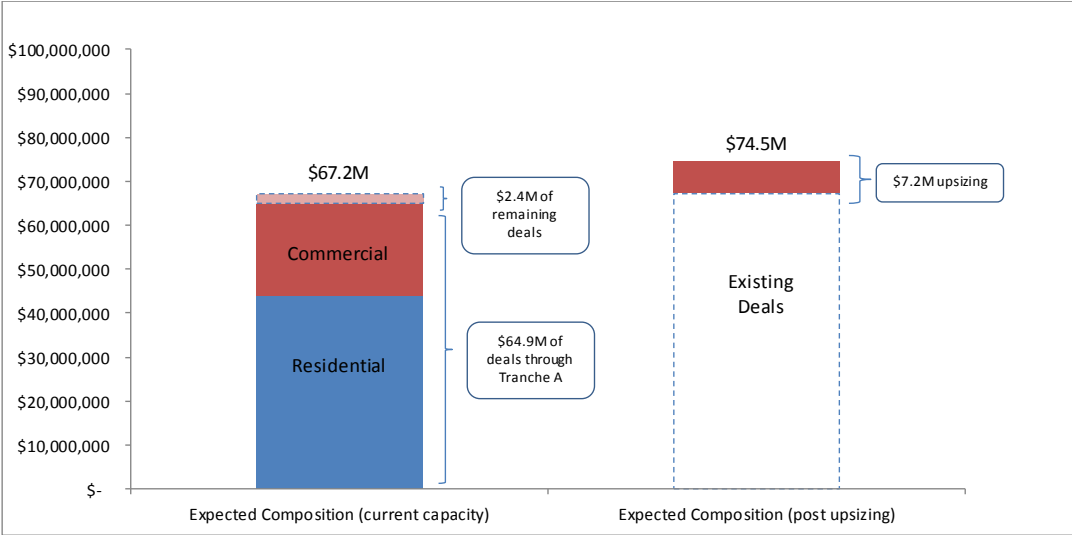 $100,000,000
$90,000,000
$80,000,000
$70,000,000
$60,000,000
$50,000,000
$40,000,000
$30,000,000
$20,000,000
$10,000,000
$-
$67.2M
Commercial
Residential
$2.4M of
remaining
deals
$64.9M of
deals through
Tranche A
$74.5M
Existing
Deals
$7.2M upsizing
Expected Composition (current capacity)
Expected Composition (post upsizing)